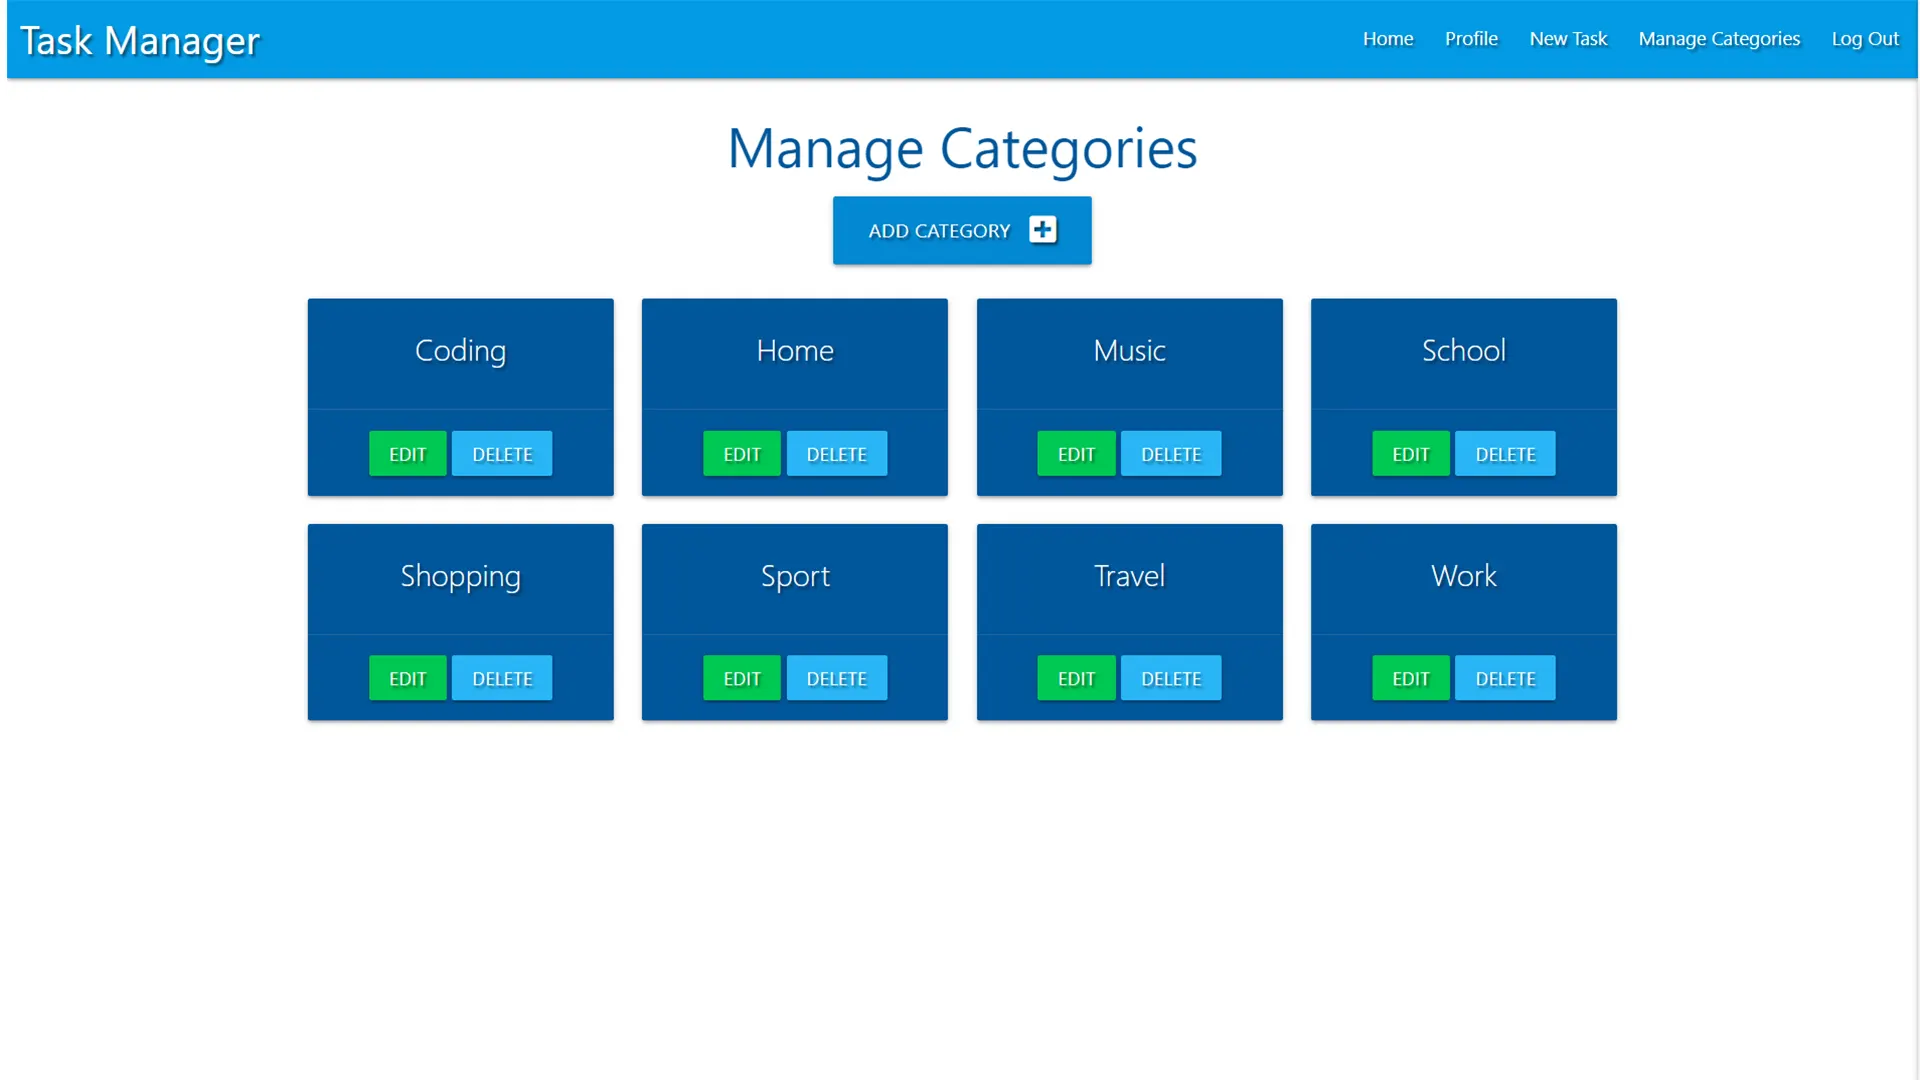 Task Manager
Home Profile New Task Manage Categories Log Out
Manage Categories
ADD CATEGORY
Coding Home Music School
EDIT DELETE EDIT DELETE EDIT DELETE EDIT DELETE
Shopping Sport Travel Work
EDIT DELETE EDIT DELETE EDIT DELETE EDIT DELETE